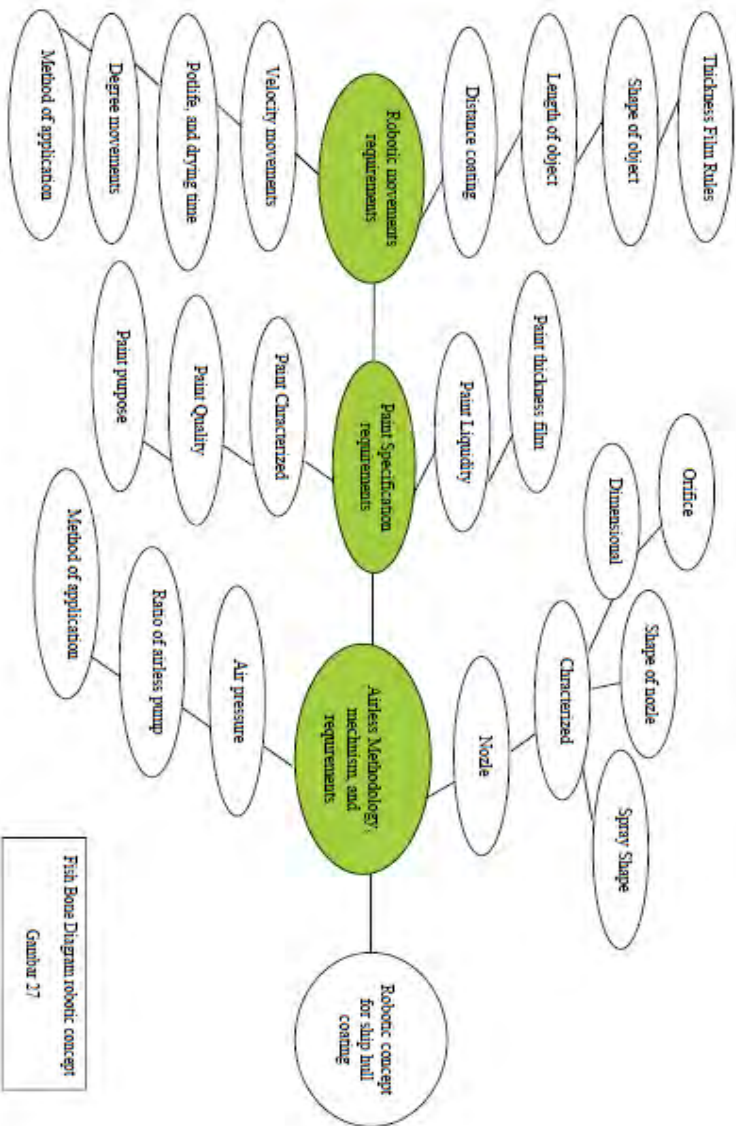 Thickness Film Rules
Shape of object
Length of object
Distance coating
Robotic movements
requirements
Velocity movements
Potlife, and drying time
Degree movements
Method of application
Paint thickness film
Paint Liquidity
Paint Specification
requirements
Paint Chracterized
Paint Quality
Paint purpose
Orifice
Dimensional
Shape of nozle
Spray Shape
Chracterized
Nozle
Airless Methodology,
mechnism, and
requirements
Air pressure
Ratio of airless pump
Method of application
Robotic concept
for ship hull
coating
Fish Bone Diagram robotic concept
Gambar 27